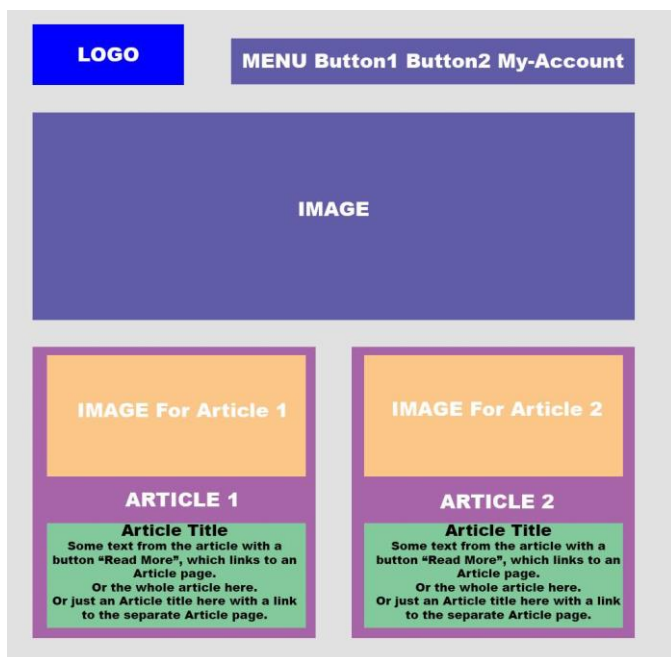 LOGO
MENU Button1 Button2 My-Account
IMAGE
IMAGE For Article 1
ARTICLE 1
Article Title
Some text from the article with a
button “Read More”, which links to an
Article page.
Or the whole article here.
Or just an Article title here with a link
to the separate Article page.
IMAGE For Article 2
ARTICLE 2
Article Title
Some text from the article with a
button “Read More”, which links to an
Article page.
Or the whole article here.
Or just an Article title here with a link
to the separate Article page.